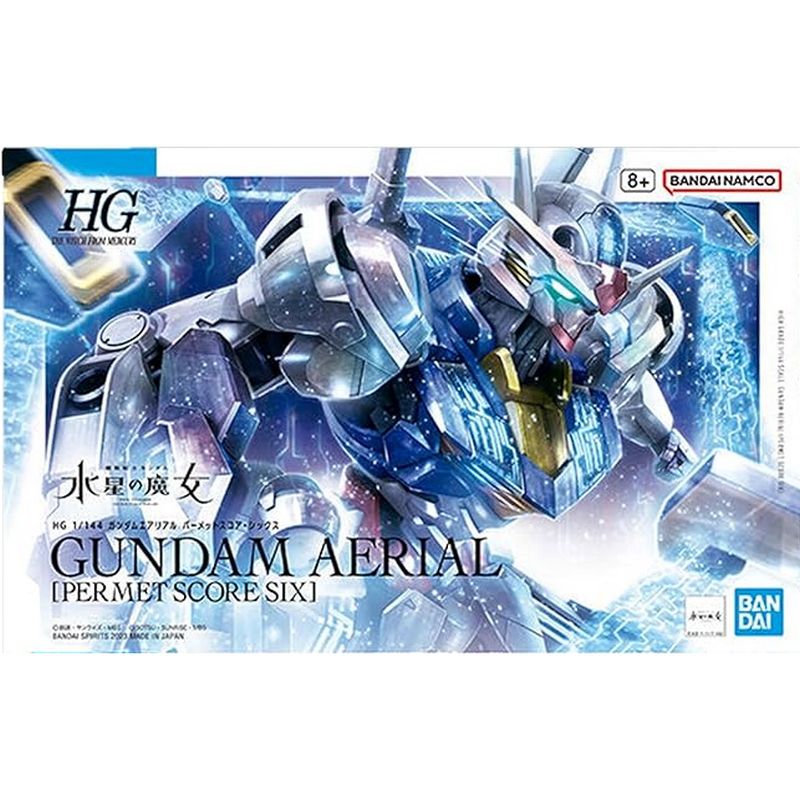 HG
THE WITCH FROM MERCURY
8+
BANDAI NAMCO
水星の魔女
HG 1/144 ガンダムエアリアル パーメットスコア・シックス
GUNDAM AERIAL
[PERMET SCORE SIX]
BANDAI SPIRITS 2023 MADE IN JAPAN
BAN
DAI